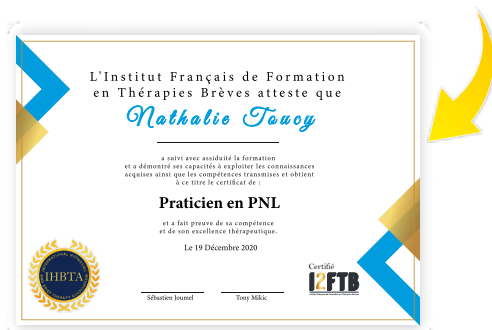 L'Institut Français de Formation
en Thérapies Brèves atteste que
Nathalie Toucy
a suivi avec assiduité la formation
et a démontré ses capacités à exploiter les connaissances
acquises ainsi que les compétences transmises et obtient
à ce titre le certificat de :
Praticien en PNL
et a fait preuve de sa compétence
et de son excellence thérapeutique.
Le 19 Décembre 2020
IHBTA
Certifié
I2FTB
Sébastien Joumel
Tony Mikic